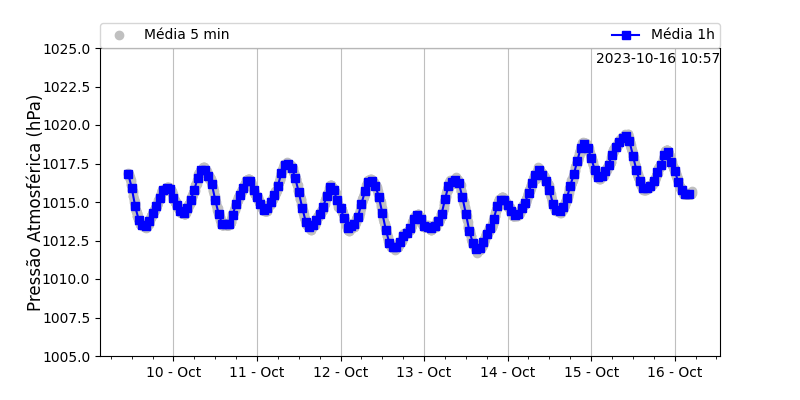 Média 5 min
Média 1h
2023-10-16 10:57
Pressão Atmosférica (hPa)
1025.0
1022.5
1020.0
1017.5
1015.0
1012.5
1010.0
1007.5
1005.0
10 - Oct
11 - Oct
12 - Oct
13 - Oct
14 - Oct
15 - Oct
16 - Oct